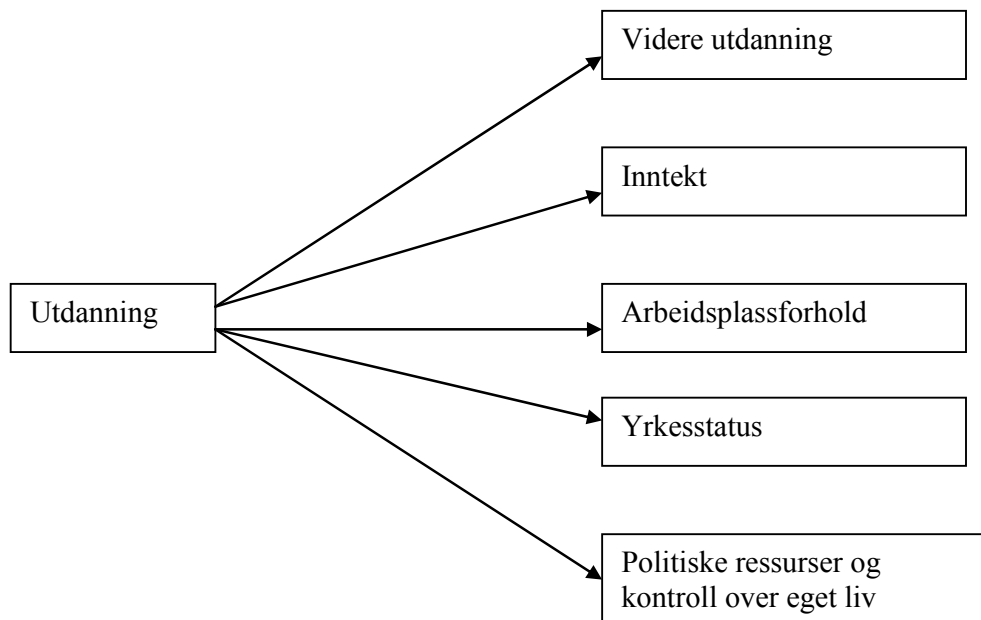 Videre utdanning
Inntekt
Utdanning
Arbeidsplassforhold
Yrkesstatus
Politiske ressurser og
kontroll over eget liv